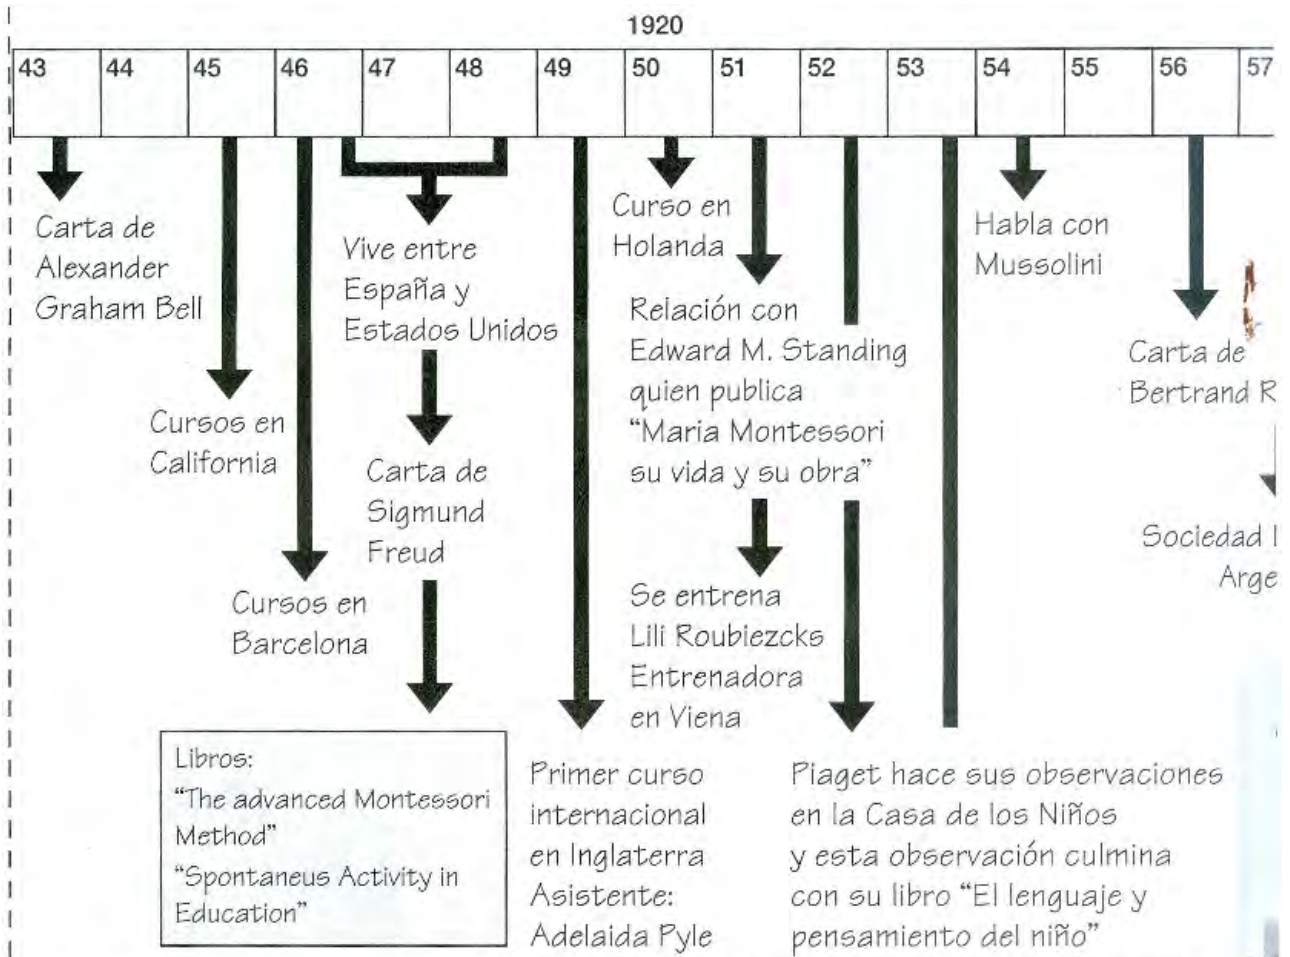 1920
43 44 45 46 47 48 49 50 51 52 53 54 55 56 57
Carta de
Alexander
Graham Bell
Cursos en
California
Cursos en
Barcelona
Vive entre
España y
Estados Unidos
Carta de
Sigmund
Freud
Libros:
“The advanced Montessori
Method”
“Spontaneus Activity in
Education”
Primer curso
internacional
en Inglaterra
Asistente:
Adelaida Pyle
Curso en
Holanda
Relación con
Edward M. Standing
quien publica
“Maria Montessori
su vida y su obra”
Se entrena
Lili Roubiezcks
Entrenadora
en Viena
Piaget hace sus observaciones
en la Casa de los Niños
y esta observación culmina
con su libro “El lenguaje y
pensamiento del niño”
Habla con
Mussolini
Carta de
Bertrand
Sociedad